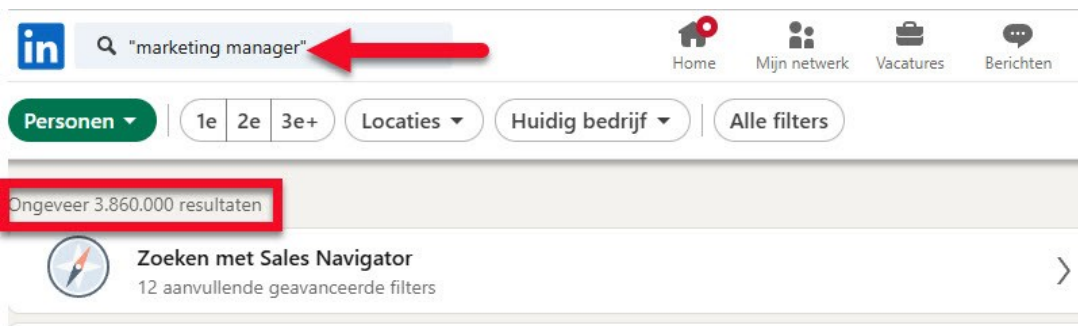 in "marketing manager" Home Mijn netwerk Vacatures Berichten
Personen 1e 2e 3e+ Locaties Huidig bedrijf Alle filters
Ongeveer 3.860.000 resultaten
Zoeken met Sales Navigator
12 aanvullende geavanceerde filters